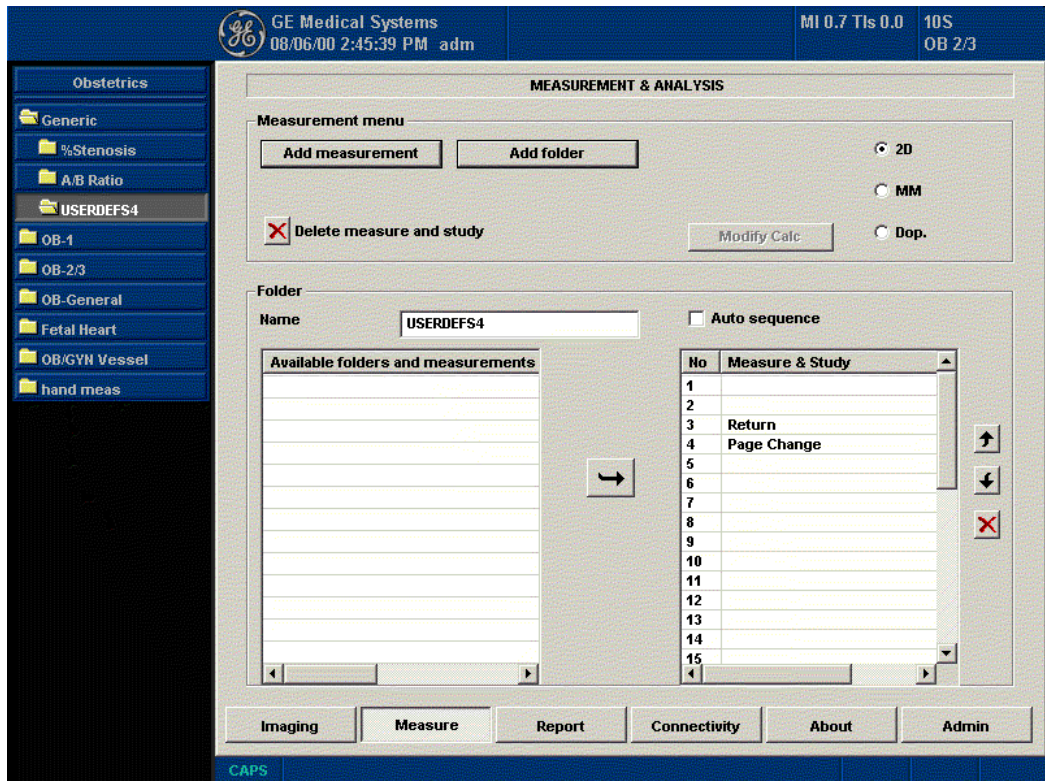 GE Medical Systems
08/06/00 2:45:39 PM adm
MI 0.7 TIs 0.0
10S
OB 2/3
Obstetrics
Generic
%Stenosis
A/B Ratio
USERDEFS4
OB-1
OB-2/3
OB-General
Fetal Heart
OB/GYN Vessel
hand meas
MEASUREMENT & ANALYSIS
Measurement menu
Add measurement
Add folder
2D
MM
Dop.
Delete measure and study
Modify Calc
Folder
Name
USERDEFS4
Auto sequence
Available folders and measurements
No Measure & Study
1
2
3 Return
4 Page Change
5
6
7
8
9
10
11
12
13
14
15
Imaging
Measure
Report
Connectivity
About
Admin
CAPS